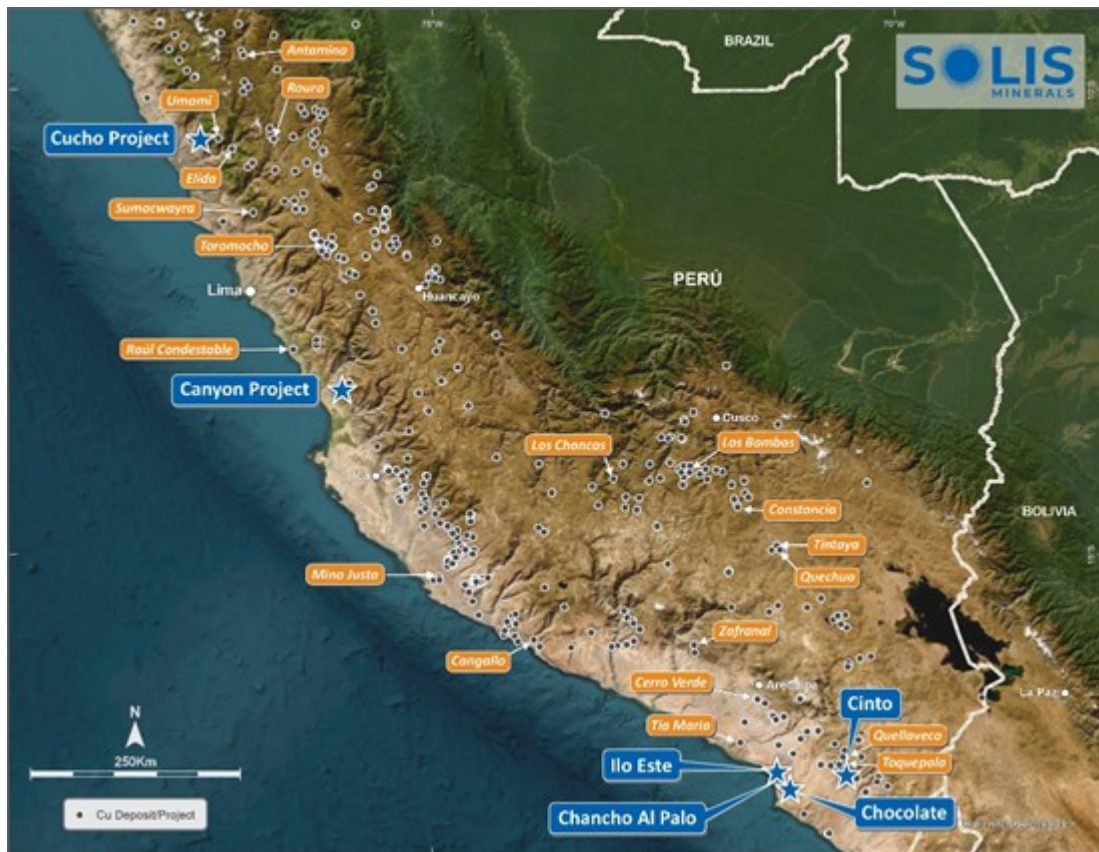 75°W
70°W
BRAZIL
SOLIS
MINERALS
Antamina
Raura
Umami
Cucho Project
Elida
Sumacwayra
Toromocho
Lima
Huancayo
PERÚ
Raúl Condestable
Canyon Project
Cusco
Los Chancas
Las Bambas
Constancia
BOLIVIA
Tintaya
Quechua
Mina Justa
Zafranal
Cangallo
Cerro Verde
La Paz
Cinto
Tia Maria
Quellaveco
Toquepala
N
250Km
Ilo Este
Cu Deposit/Project
Chancho Al Palo
Chocolate